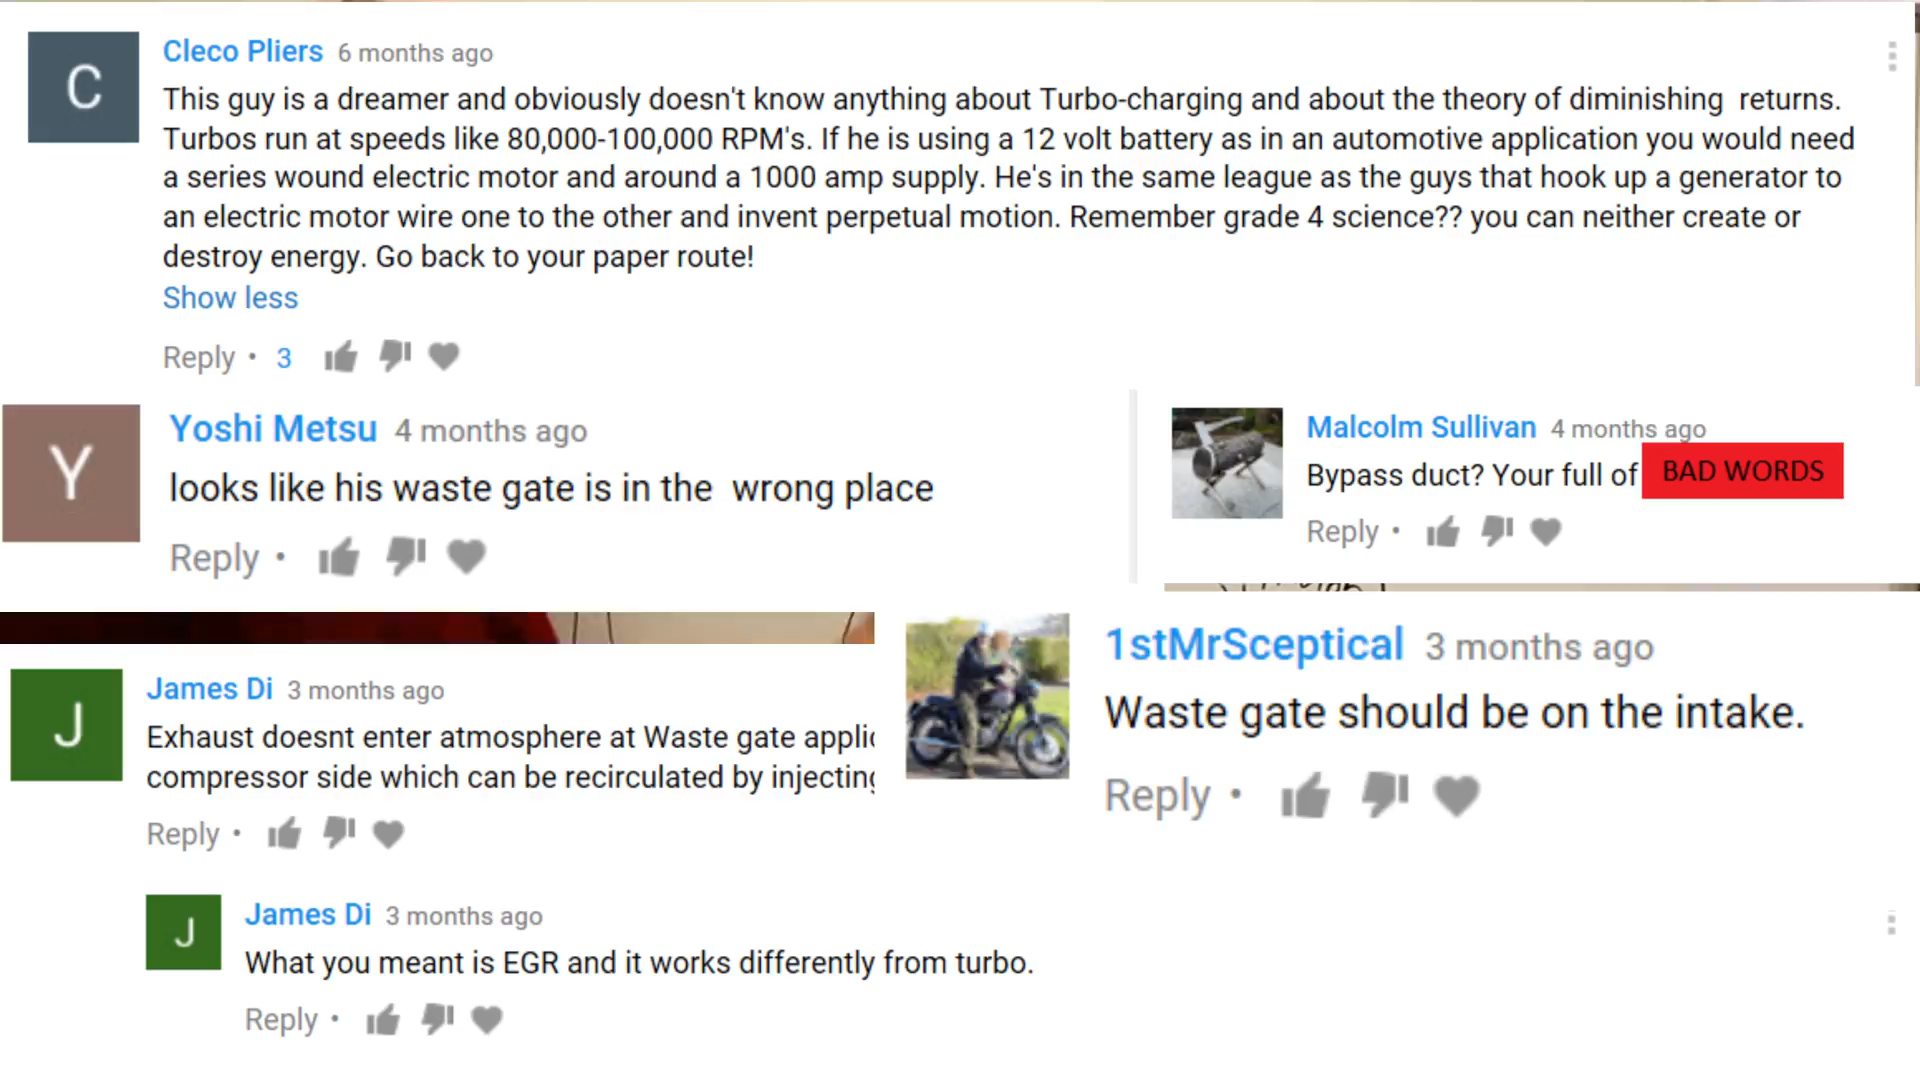 C
Cleco Pliers 6 months ago
This guy is a dreamer and obviously doesn't know anything about Turbo-charging and about the theory of diminishing returns.
Turbos run at speeds like 80,000-100,000 RPM's. If he is using a 12 volt battery as in an automotive application you would need
a series wound electric motor and around a 1000 amp supply. He's in the same league as the guys that hook up a generator to
an electric motor wire one to the other and invent perpetual motion. Remember grade 4 science?? you can neither create or
destroy energy. Go back to your paper route!
Show less
Reply • 3
Y
Yoshi Metsu 4 months ago
looks like his waste gate is in the wrong place
Reply •
Malcolm Sullivan 4 months ago
Bypass duct? Your full of BAD WORDS
Reply •
J
James Di 3 months ago
Exhaust doesnt enter atmosphere at Waste gate
compressor side which can be recirculated by
Reply •
1stMrSceptical 3 months ago
Waste gate should be on the intake.
Reply •
J
James Di 3 months ago
What you meant is EGR and it works differently from turbo.
Reply •